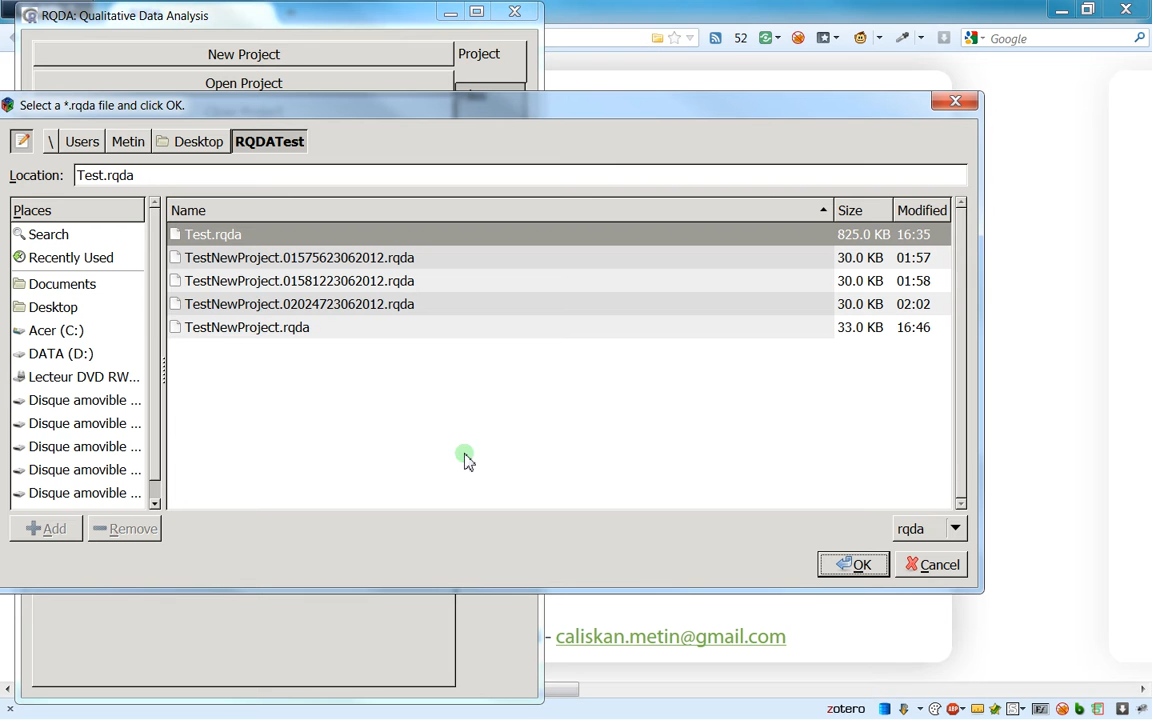 RQDA: Qualitative Data Analysis
New Project
Project
Open Project
52
Google
Select a *.rqda file and click OK.
\ Users Metin Desktop RQDATest
Location: Test.rqda
Places
Name Size Modified
Search
Recently Used
Documents
Desktop
Acer (C:)
DATA (D:)
Lecteur DVD RW...
Disque amovible ...
Disque amovible ...
Disque amovible ...
Disque amovible ...
Disque amovible ...
Test.rqda 825.0 KB 16:35
TestNewProject.01575623062012.rqda 30.0 KB 01:57
TestNewProject.01581223062012.rqda 30.0 KB 01:58
TestNewProject.02024723062012.rqda 30.0 KB 02:02
TestNewProject.rqda 33.0 KB 16:46
Add Remove
rqda
OK Cancel
- caliskan.metin@gmail.com
zotero